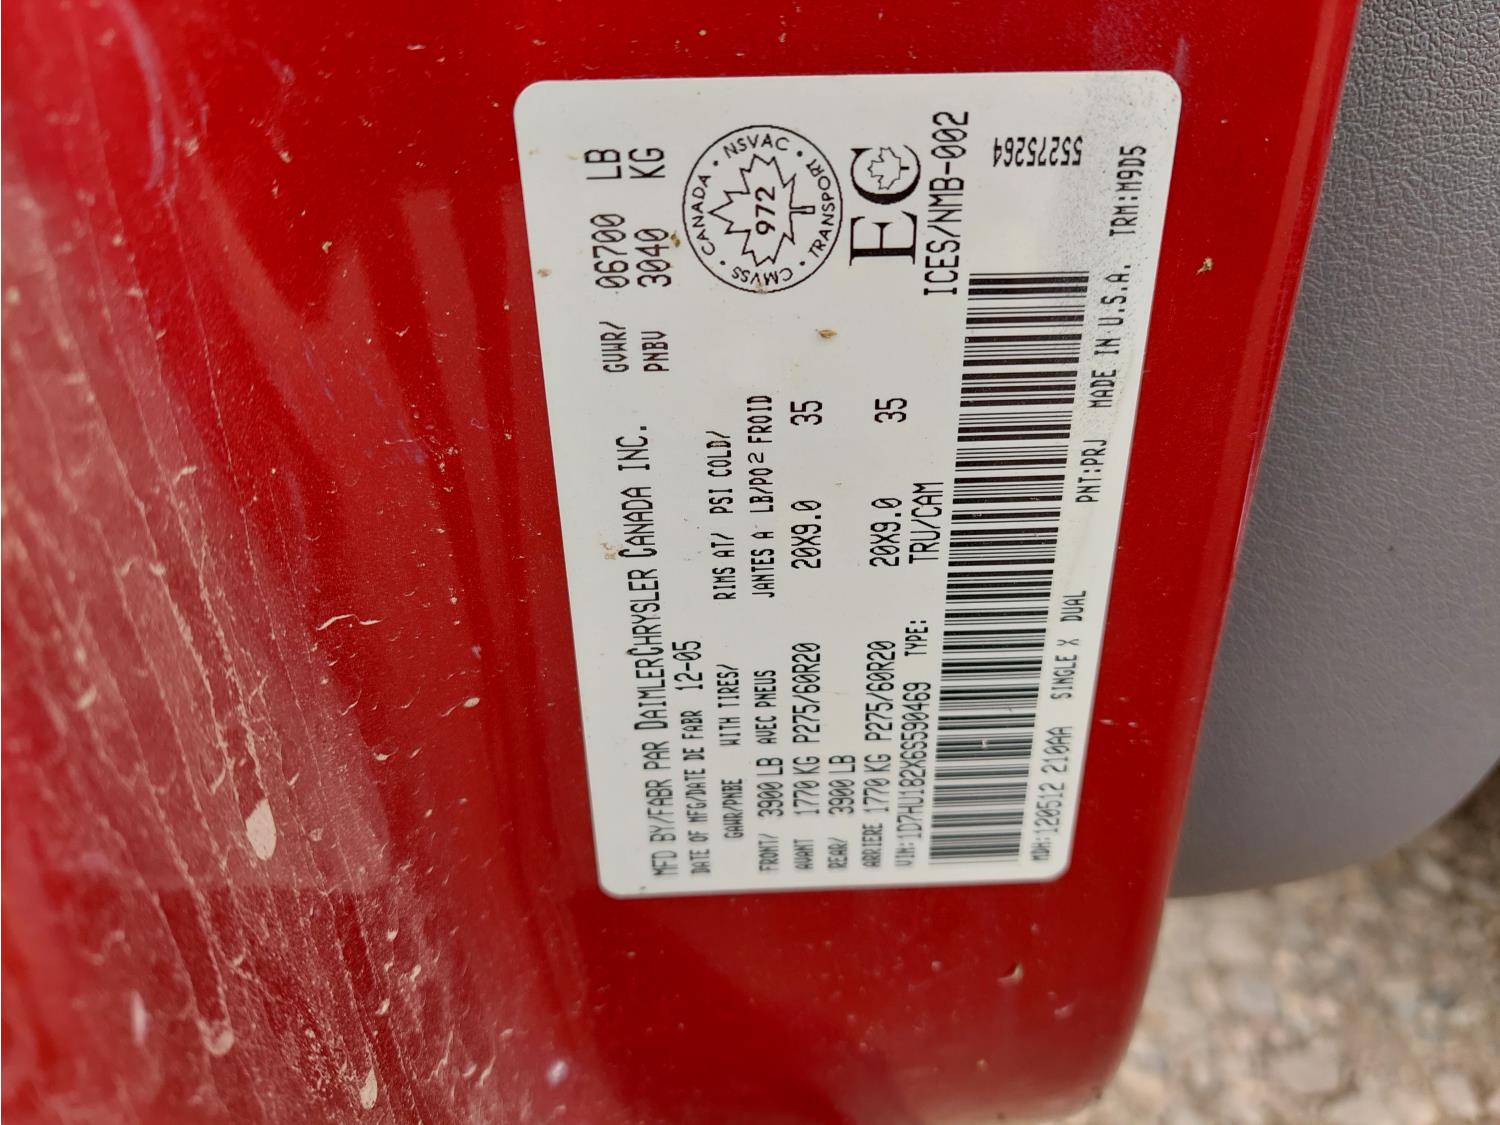 MFD BY/FABR PAR DAIMLERCHRYSLER CANADA INC. GVWR/ 06700 LB
DATE OF MFG/DATE DE FABR 12-05 PNBV 3040 KG
GAWR/PNBE WITH TIRES/ RIMS AT/ PSI COLD/
FRONT/ 3900 LB AVEC PNEUS JANTES A LB/PO2 FROID
AVANT 1770 KG P275/60R20 20X9.0 35
REAR/ 3900 LB
ARRIERE 1770 KG P275/60R20 20X9.0 35
VIN:1D7HU182X6S590469 TYPE: TRU/CAM
CANADA • NSVAC • TRANSPORT • CMVSS •
972
EC
ICES/NMB-002
55275264
MDH:120512 210AA SINGLE X DUAL
PNT:PRJ MADE IN U.S.A. TRM:M9D5